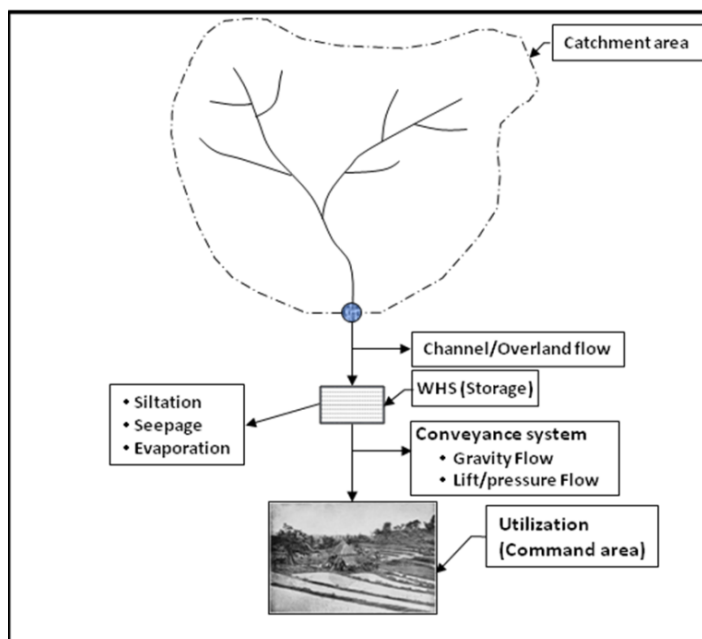 Catchment area
Channel/Overland flow
WHS (Storage)
• Siltation
• Seepage
• Evaporation
Conveyance system
• Gravity Flow
• Lift/pressure Flow
Utilization
(Command area)